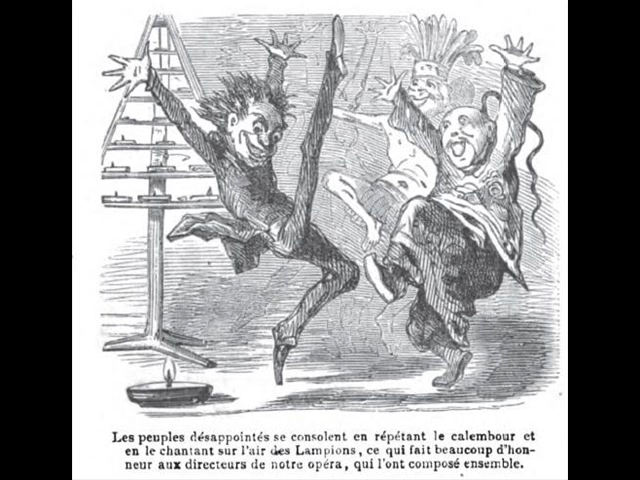 Les peuples désappointés se consolent en répétant le calembour et
en le chantant sur l'air des Lampions, ce qui fait beaucoup d'hon-
neur aux directeurs de notre opéra, qui l'ont composé ensemble.